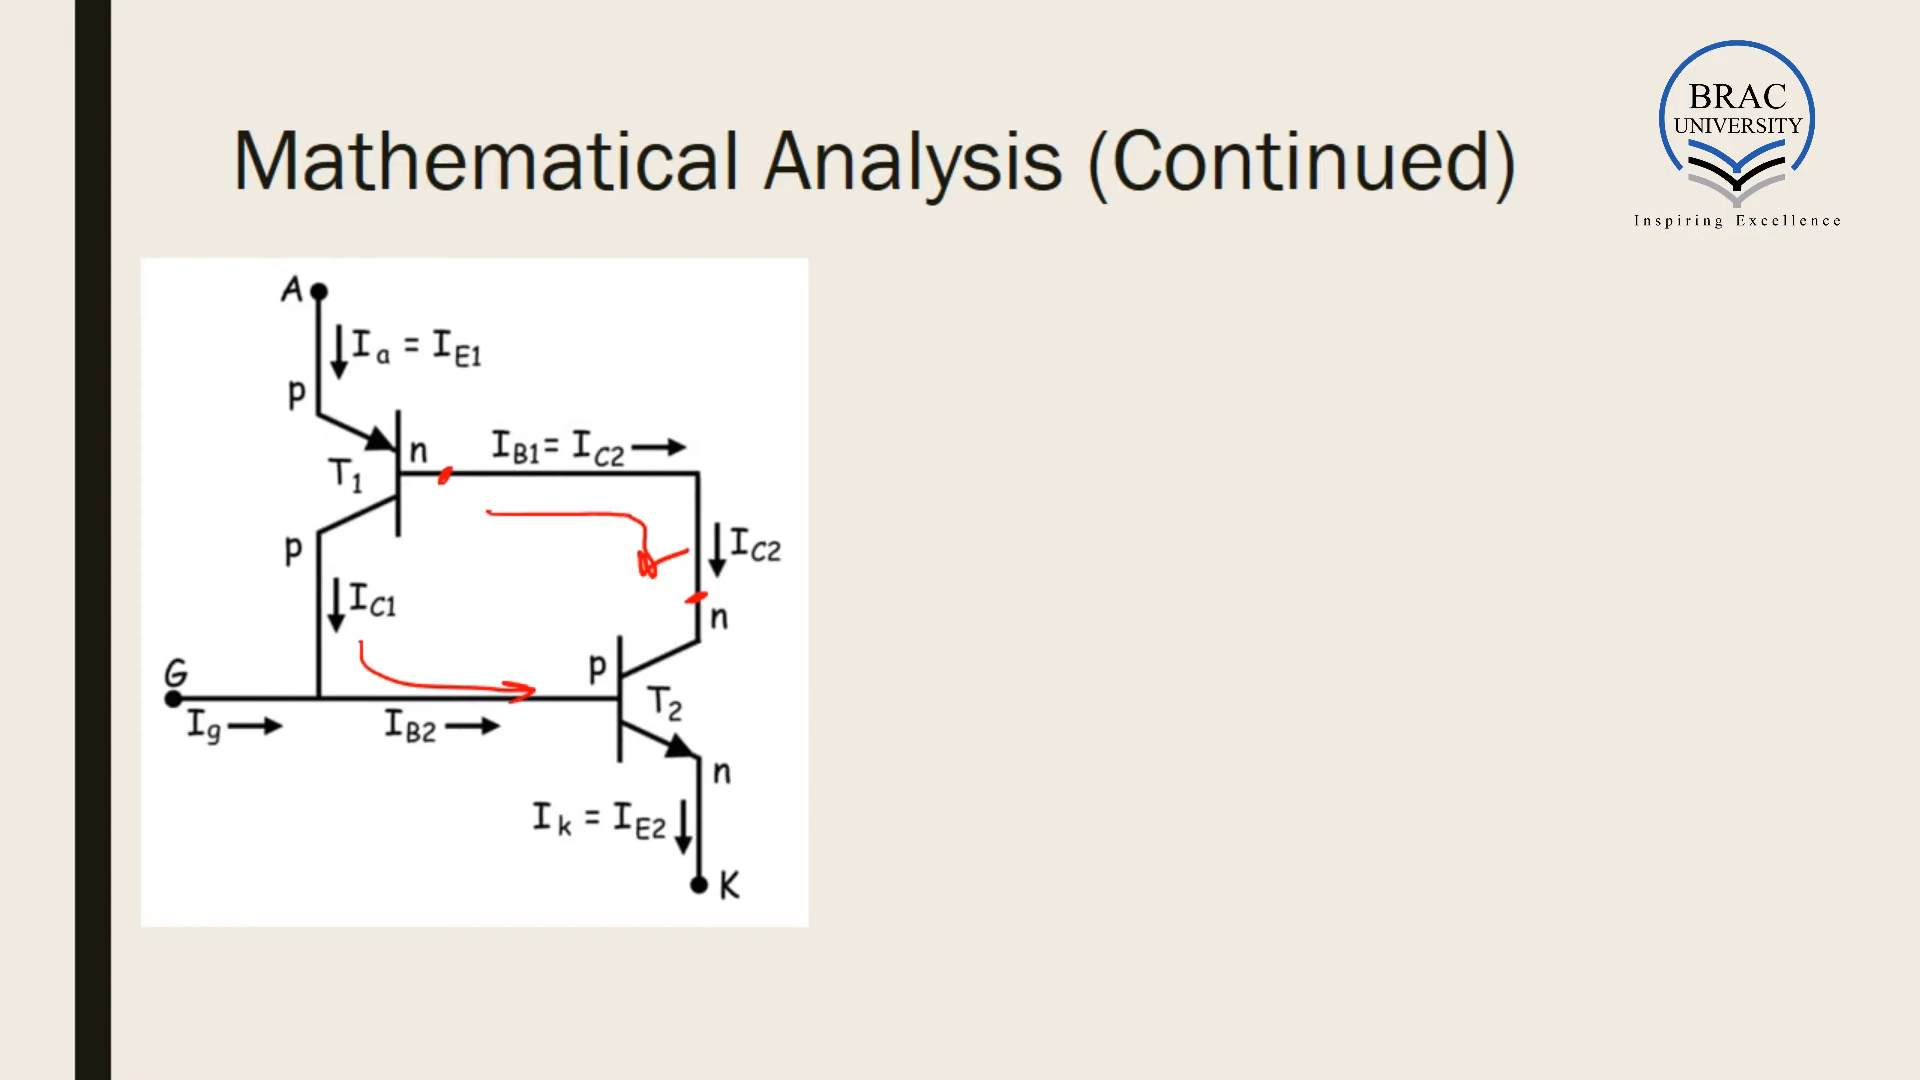 Mathematical Analysis (Continued)
BRAC
UNIVERSITY
Inspiring Excellence
A
I_a = I_E1
p
n
I_B1 = I_C2
T_1
I_C2
p
I_C1
n
G
p
T_2
I_g
I_B2
n
I_k = I_E2
K